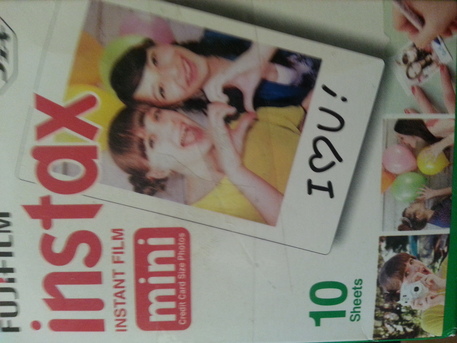 FUJIFILM
instax
INSTANT FILM
mini
Credit Card Size Photos
I ♡ U!
10
Sheets